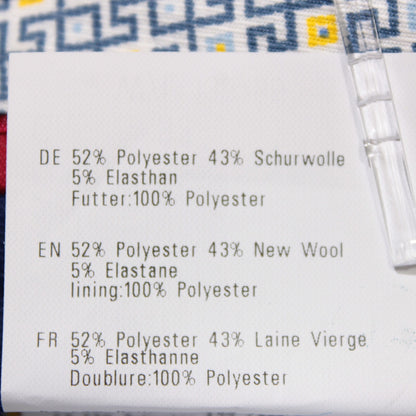 DE 52% Polyester 43% Schurwolle
5% Elasthan
Futter:100% Polyester
EN 52% Polyester 43% New Wool
5% Elastane
lining:100% Polyester
FR 52% Polyester 43% Laine Vierge
5% Elasthanne
Doublure:100% Polyester